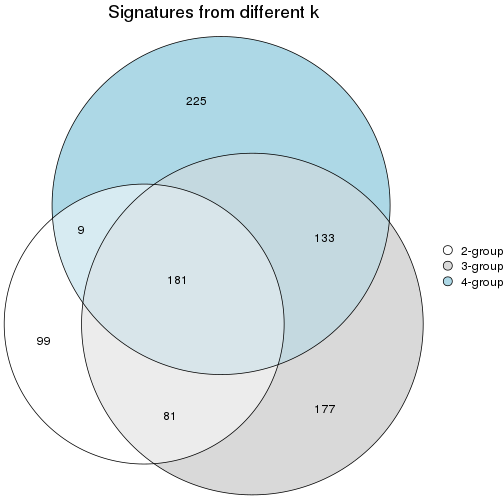 Signatures from different k
225
9
133
181
99
81
177
2-group
3-group
4-group